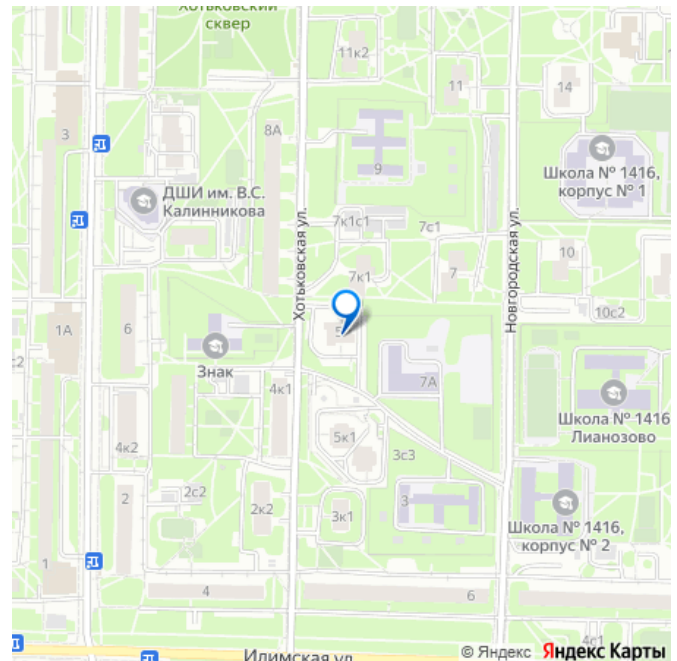 Хотьковский
сквер
11к2
11
14
3
8А
9
Школа № 1416,
корпус № 1
ДШИ им. В.С.
Калинникова
Хотьковская ул.
7к1с1
7с1
Новгородская ул.
7к1
7
10
10с2
1А
6
5
с2
Знак
4к1
7А
Школа № 1416
Лианозово
4к2
5к1
3с3
2
2с2
2к2
3к1
3
Школа № 1416,
корпус № 2
1
4
6
4с1
Илимская ул.
© Яндекс Яндекс Карты